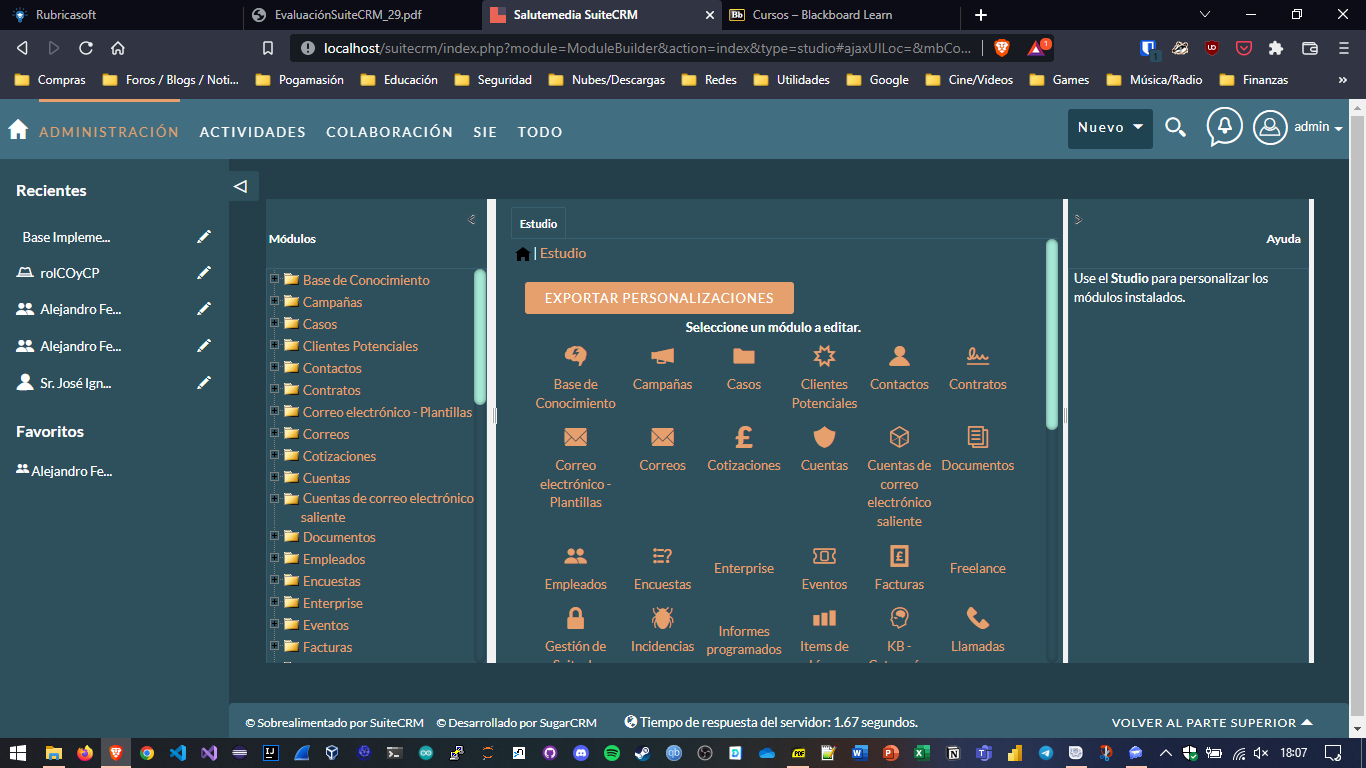 Rubricasoft
EvaluaciónSuiteCRM_29.pdf
Salutemedia SuiteCRM
Cursos – Blackboard Learn
localhost/suitecrm/index.php?module=ModuleBuilder&action=index&type=studio#ajaxUILoc=&mbCo...
Compras
Foros / Blogs / Noti...
Pogamasión
Educación
Seguridad
Nubes/Descargas
Redes
Utilidades
Google
Cine/Videos
Games
Música/Radio
Finanzas
ADMINISTRACIÓN
ACTIVIDADES
COLABORACIÓN
SIE
TODO
Nuevo
admin
Recientes
Base Impleme...
rolCOyCP
Alejandro Fe...
Alejandro Fe...
Sr. José Ign...
Favoritos
Alejandro Fe...
Módulos
Base de Conocimiento
Campañas
Casos
Clientes Potenciales
Contactos
Contratos
Correo electrónico - Plantillas
Correos
Cotizaciones
Cuentas
Cuentas de correo electrónico
saliente
Documentos
Empleados
Encuestas
Enterprise
Eventos
Facturas
Estudio
| Estudio
EXPORTAR PERSONALIZACIONES
Seleccione un módulo a editar.
Base de
Conocimiento
Campañas
Casos
Clientes
Potenciales
Contactos
Contratos
Correo
electrónico -
Plantillas
Correos
Cotizaciones
Cuentas
Cuentas de
correo
electrónico
saliente
Documentos
Empleados
Encuestas
Enterprise
Eventos
Facturas
Freelance
Gestión de
Incidencias
Informes
programados
Items de
KB -
Llamadas
Ayuda
Use el Studio para personalizar los
módulos instalados.
© Sobrealimentado por SuiteCRM
© Desarrollado por SugarCRM
Tiempo de respuesta del servidor: 1.67 segundos.
VOLVER AL PARTE SUPERIOR
18:07